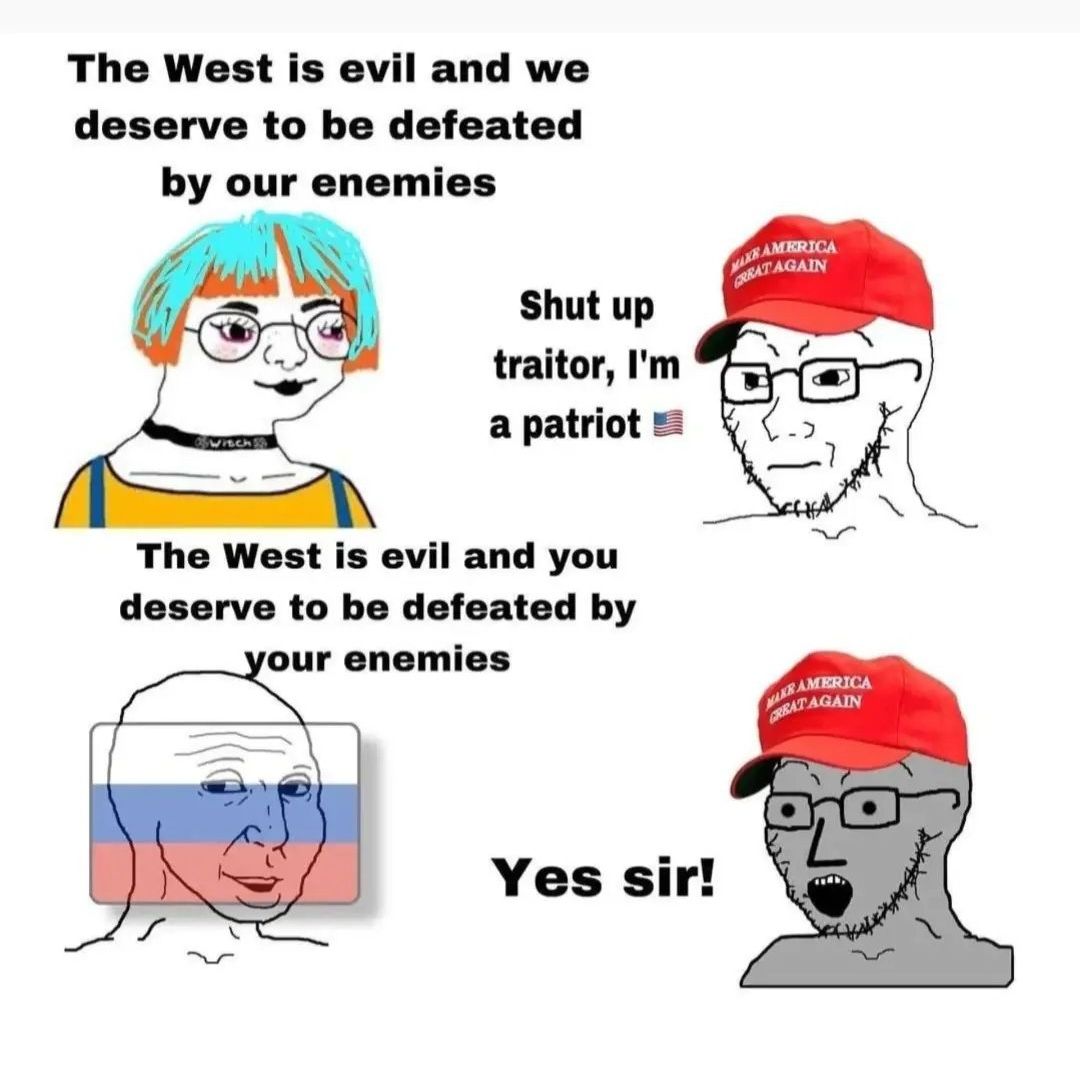 The West is evil and we
deserve to be defeated
by our enemies
MAKE AMERICA
GREAT AGAIN
Shut up
traitor, I'm
a patriot 🇺🇸
witch
The West is evil and you
deserve to be defeated by
your enemies
MAKE AMERICA
GREAT AGAIN
Yes sir!